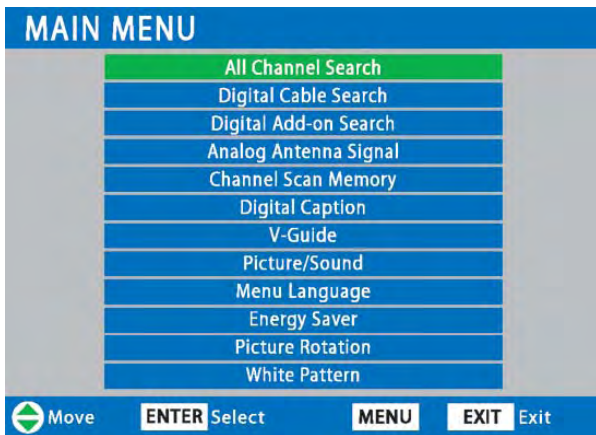 MAIN MENU
All Channel Search
Digital Cable Search
Digital Add-on Search
Analog Antenna Signal
Channel Scan Memory
Digital Caption
V-Guide
Picture/Sound
Menu Language
Energy Saver
Picture Rotation
White Pattern
Move ENTER Select MENU EXIT Exit